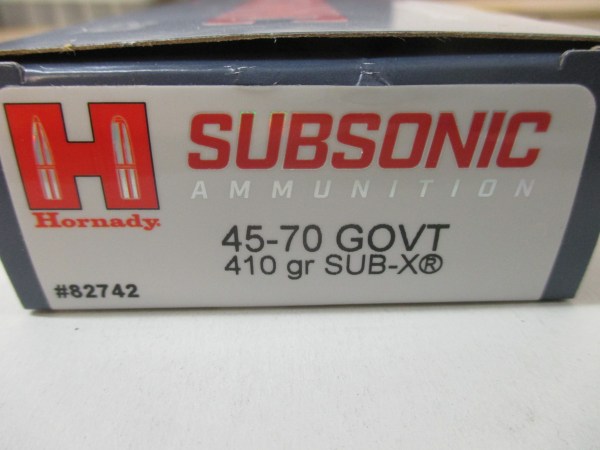 SUBSONIC
AMMUNITION
Hornady.
45-70 GOVT
410 gr SUB-X®
#82742